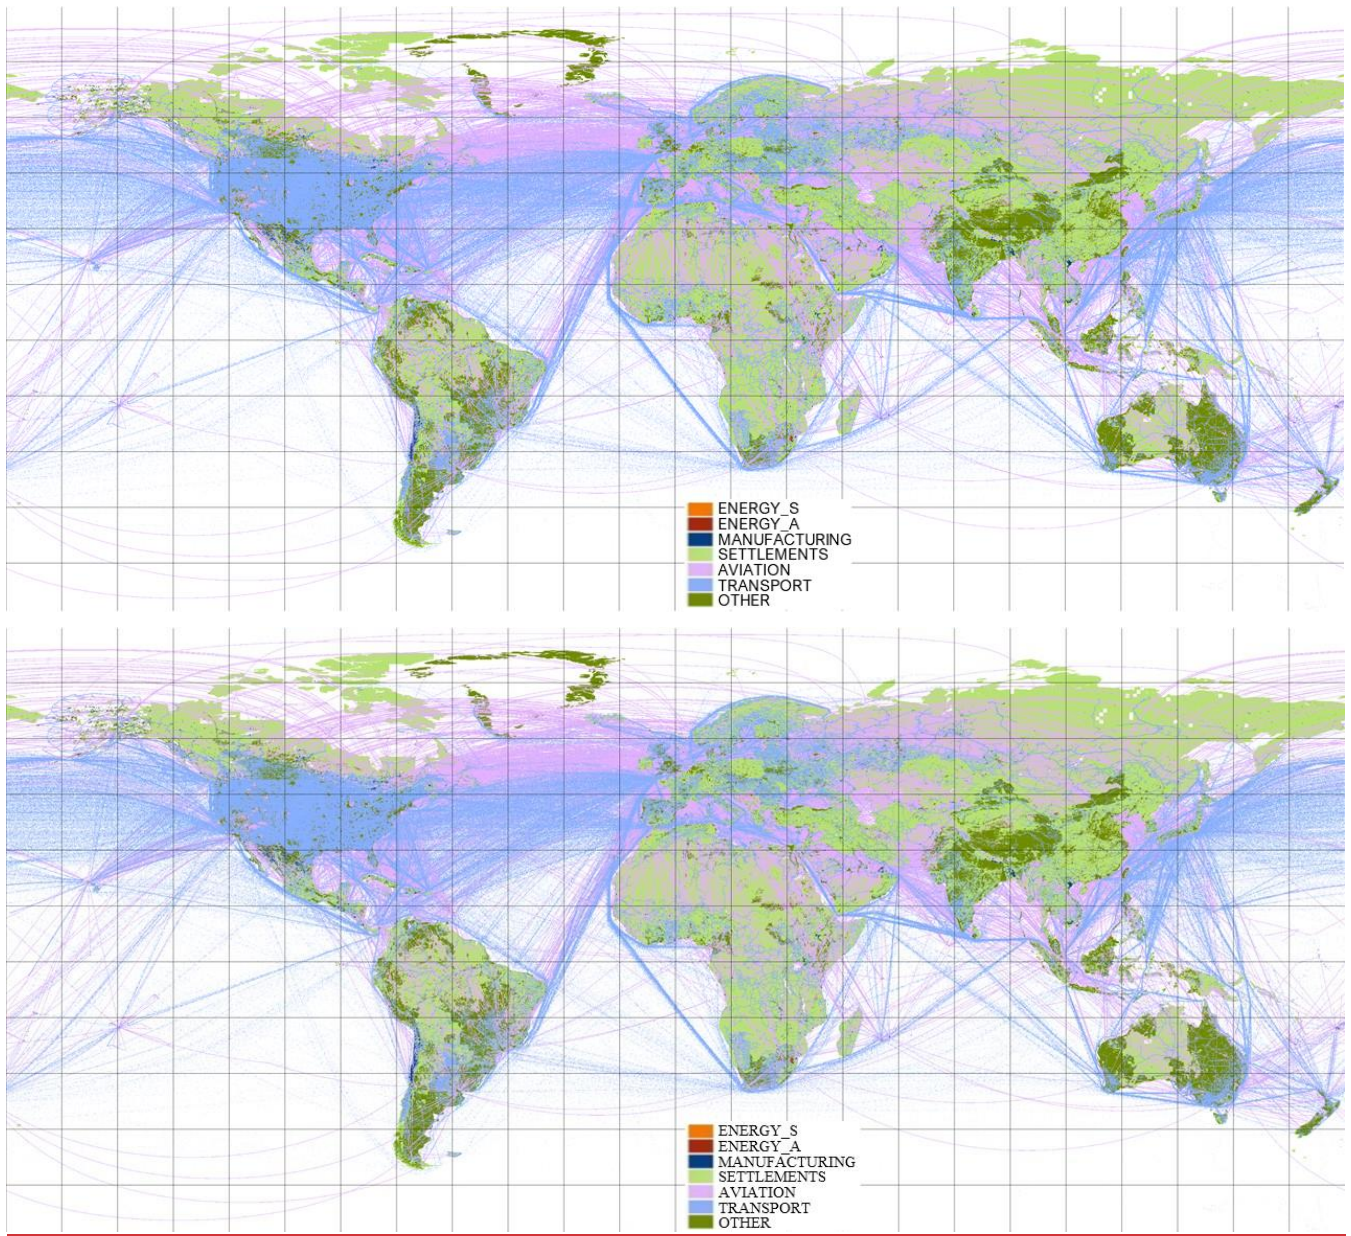 ENERGY_S
ENERGY_A
MANUFACTURING
SETTLEMENTS
AVIATION
TRANSPORT
OTHER
ENERGY_S
ENERGY_A
MANUFACTURING
SETTLEMENTS
AVIATION
TRANSPORT
OTHER